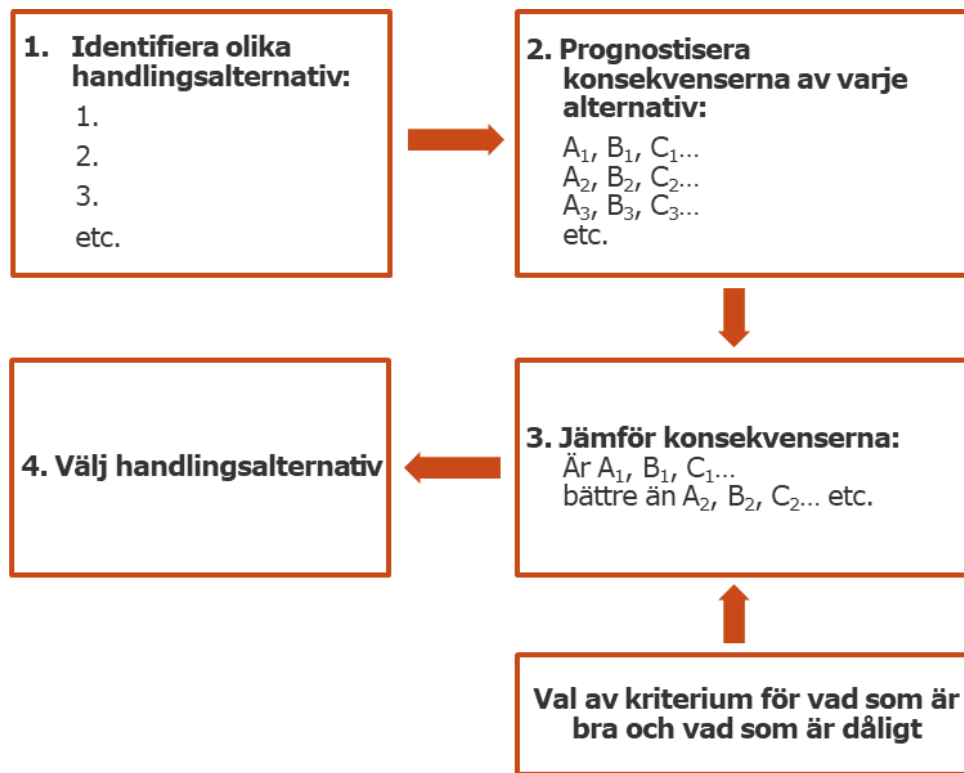 1. Identifiera olika
handlingsalternativ:
1.
2.
3.
etc.
2. Prognostisera
konsekvenserna av varje
alternativ:
A₁, B₁, C₁...
A₂, B₂, C₂...
A₃, B₃, C₃...
etc.
3. Jämför konsekvenserna:
Är A₁, B₁, C₁...
bättre än A₂, B₂, C₂... etc.
4. Välj handlingsalternativ
Val av kriterium för vad som är
bra och vad som är dåligt